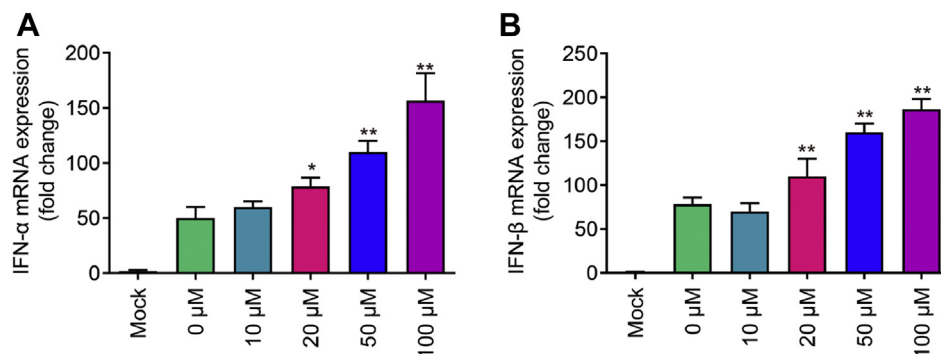 A
IFN-α mRNA expression
(fold change)
200
150
100
50
0
*
**
**
Mock
0 μM
10 μM
20 μM
50 μM
100 μM
B
IFN-β mRNA expression
(fold change)
250
200
150
100
50
0
**
**
**
Mock
0 μM
10 μM
20 μM
50 μM
100 μM